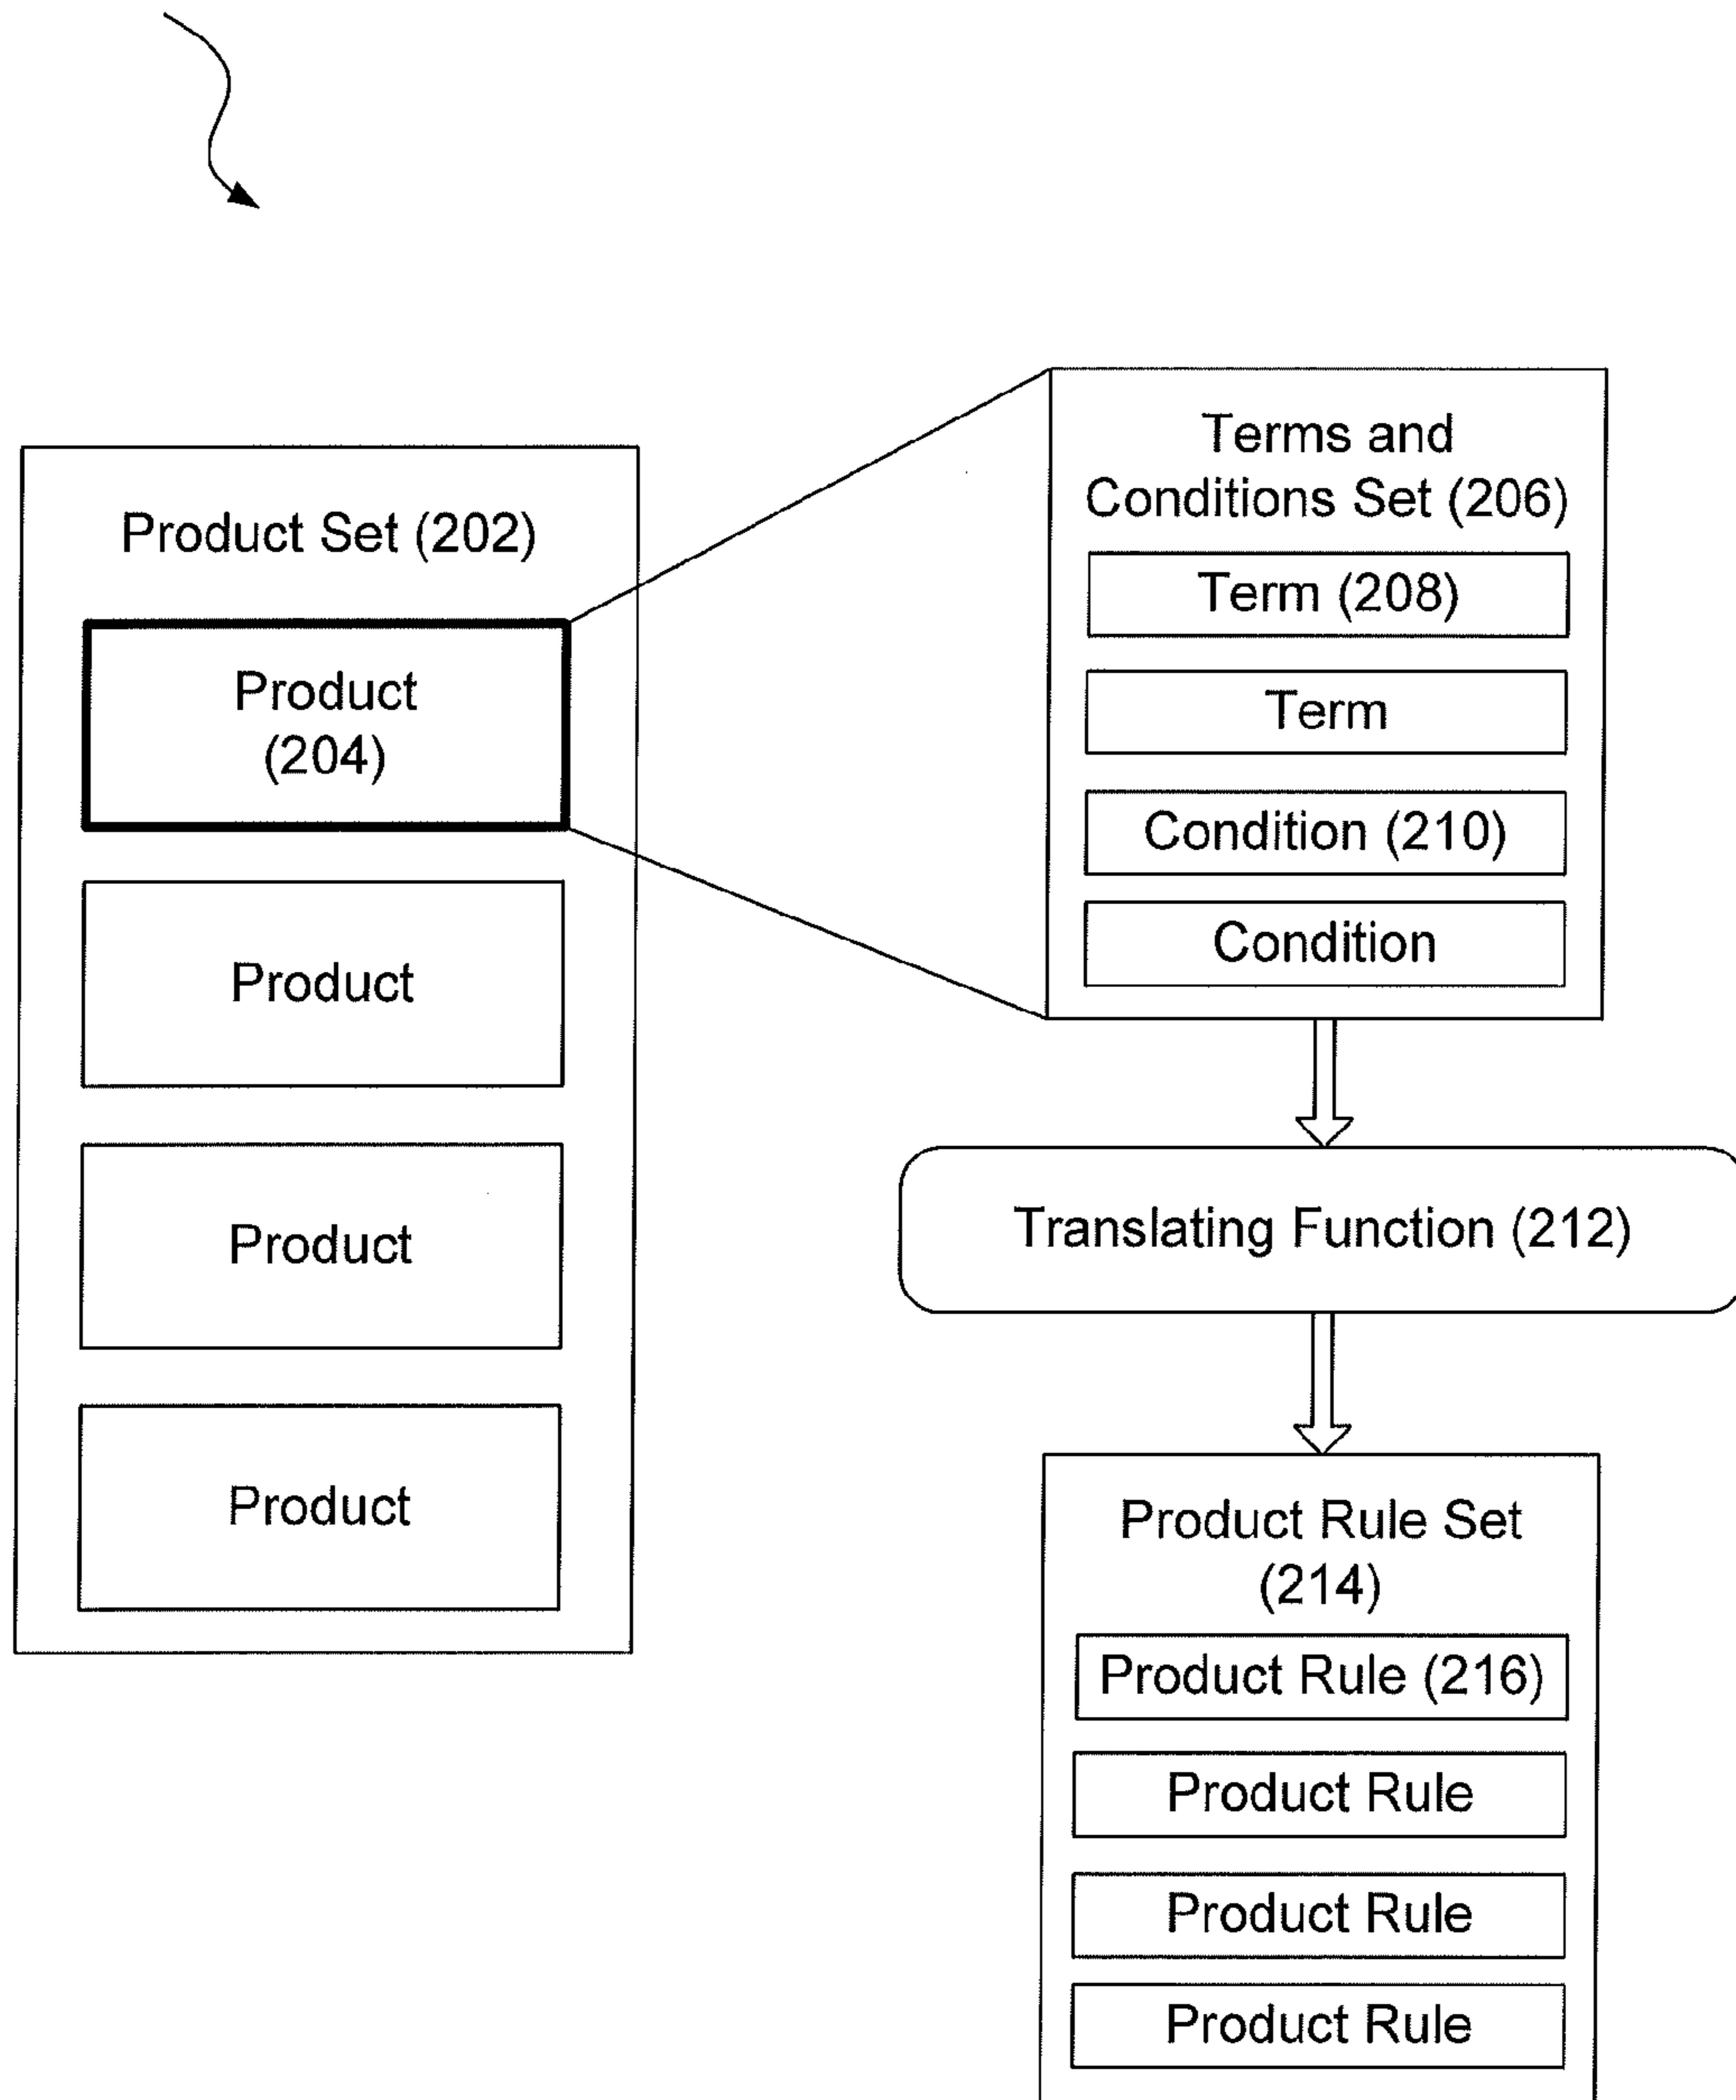 Product Set (202)
Product
(204)
Product
Product
Product
Terms and
Conditions Set (206)
Term (208)
Term
Condition (210)
Condition
Translating Function (212)
Product Rule Set
(214)
Product Rule (216)
Product Rule
Product Rule
Product Rule